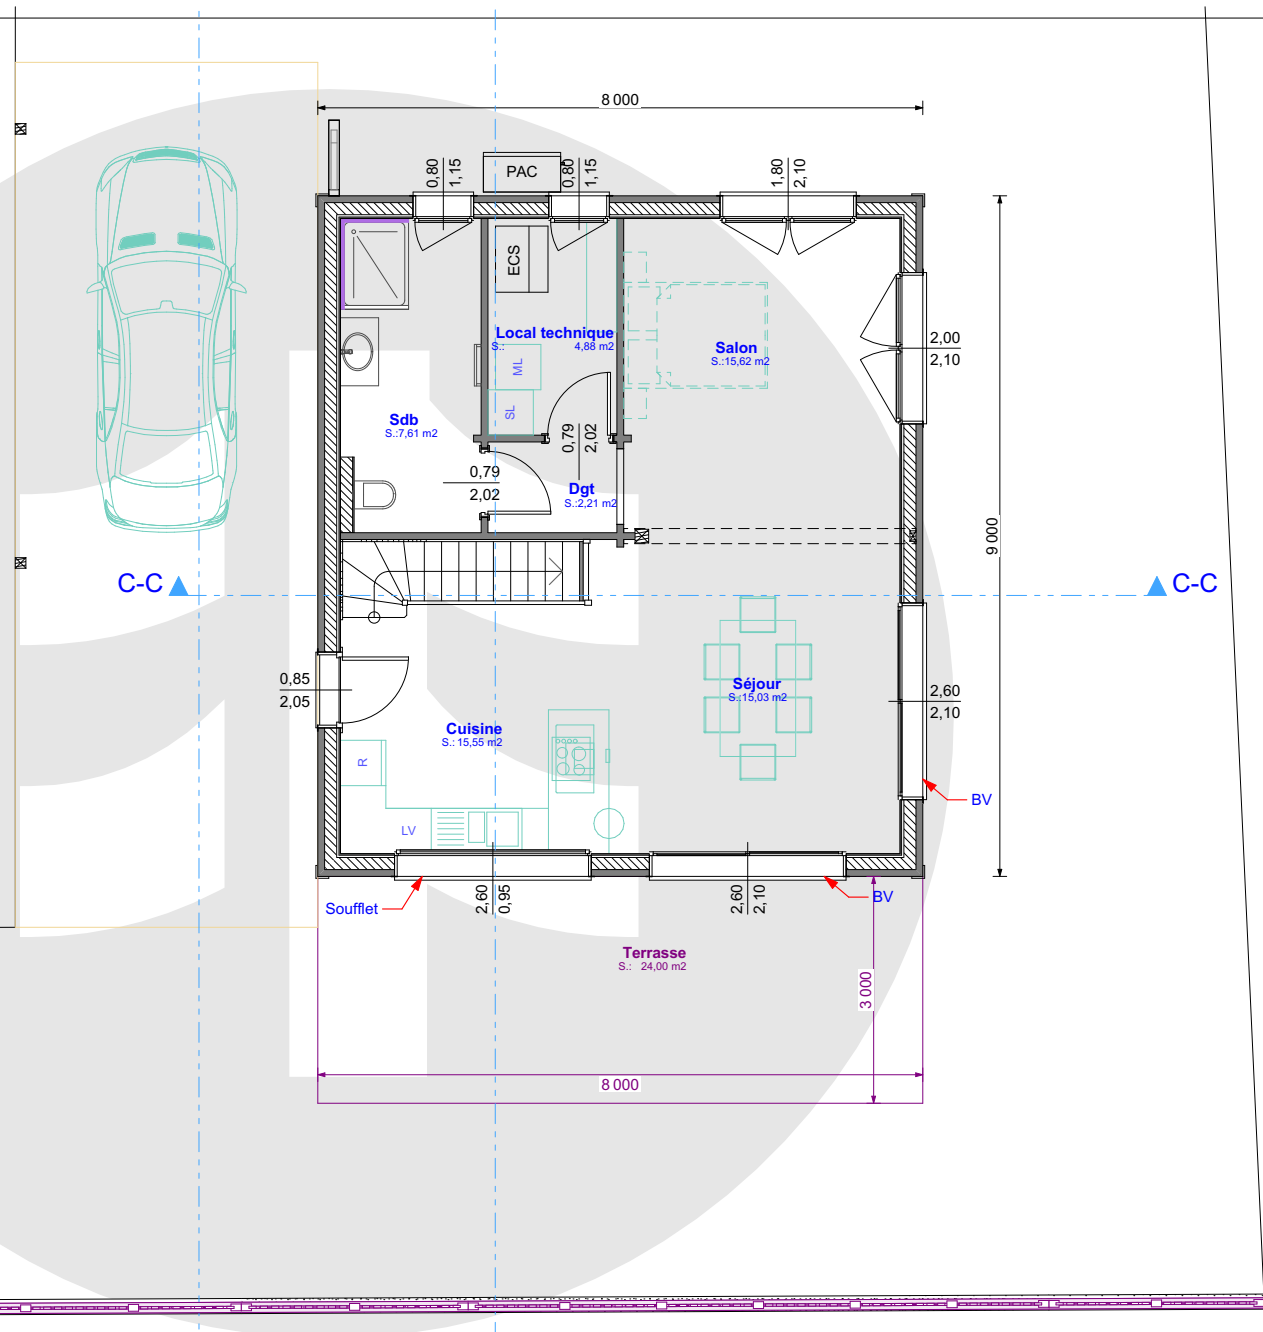 8 000
0,80
1,15
PAC
0,80
1,15
1,80
2,10
ECS
Local technique
S.: 4,88 m2
Salon
S.:15,62 m2
2,00
2,10
ML
SL
Sdb
S.:7,61 m2
0,79
2,02
0,79
2,02
Dgt
S.:2,21 m2
9 000
C-C
C-C
0,85
2,05
Séjour
S.:15,03 m2
2,60
2,10
Cuisine
S.: 15,55 m2
R
LV
BV
Soufflet
2,60
0,95
2,60
2,10
BV
Terrasse
S.: 24,00 m2
3 000
8 000